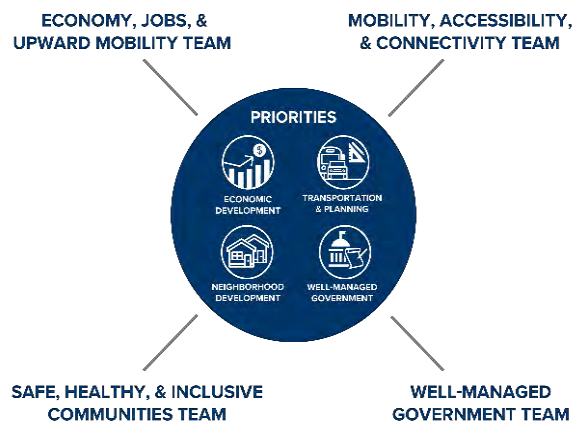 ECONOMY, JOBS, &
UPWARD MOBILITY TEAM
MOBILITY, ACCESSIBILITY,
& CONNECTIVITY TEAM
PRIORITIES
$
ECONOMIC
DEVELOPMENT
TRANSPORTATION
& PLANNING
NEIGHBORHOOD
DEVELOPMENT
WELL-MANAGED
GOVERNMENT
SAFE, HEALTHY, & INCLUSIVE
COMMUNITIES TEAM
WELL-MANAGED
GOVERNMENT TEAM